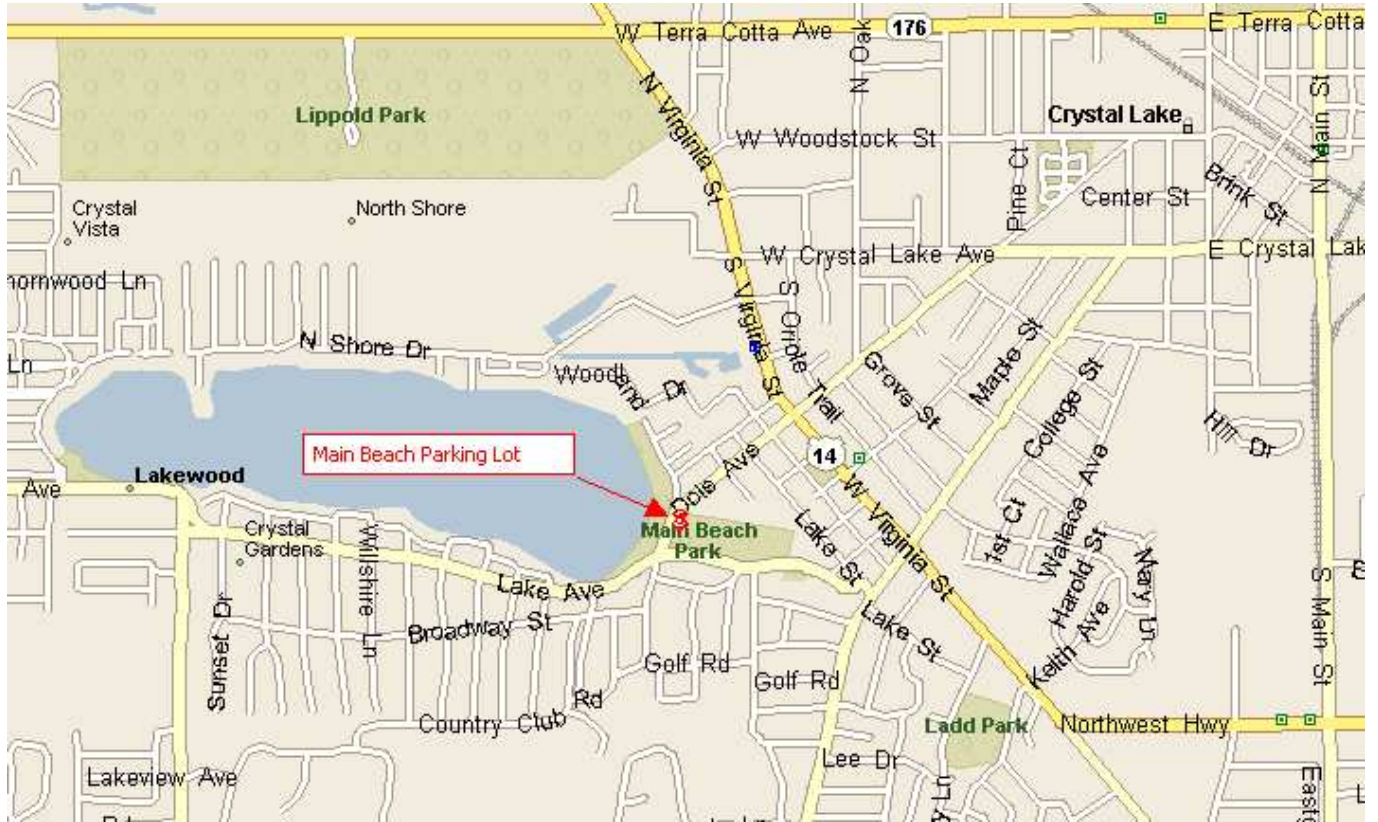 W Terra Cotta Ave
176
E Terra Cotta
N Oak
N Virginia St
Lippold Park
Crystal Lake
N Main St
W Woodstock St
Pine Ct
Center St
Brink St
Crystal
Vista
North Shore
W Crystal Lake Ave
E Crystal Lak
hornwood Ln
S Virginia St
S Oriole Trail
N Shore Dr
Ln
Woodland Dr
Grove St
Maple St
College St
Hill Dr
Main Beach Parking Lot
Dole Ave
14
W Virginia St
Lakewood
Ave
Crystal
Gardens
Willshire Ln
Main Beach
Park
Lake St
1st Ct
Wallace Ave
Harold St
Mary Ln
Keith Ave
Lake Ave
Broadway St
Sunset Dr
Lake St
S Main St
Golf Rd
Golf Rd
Country Club Rd
Ladd Park
Northwest Hwy
Lee Dr
Lakeview Ave